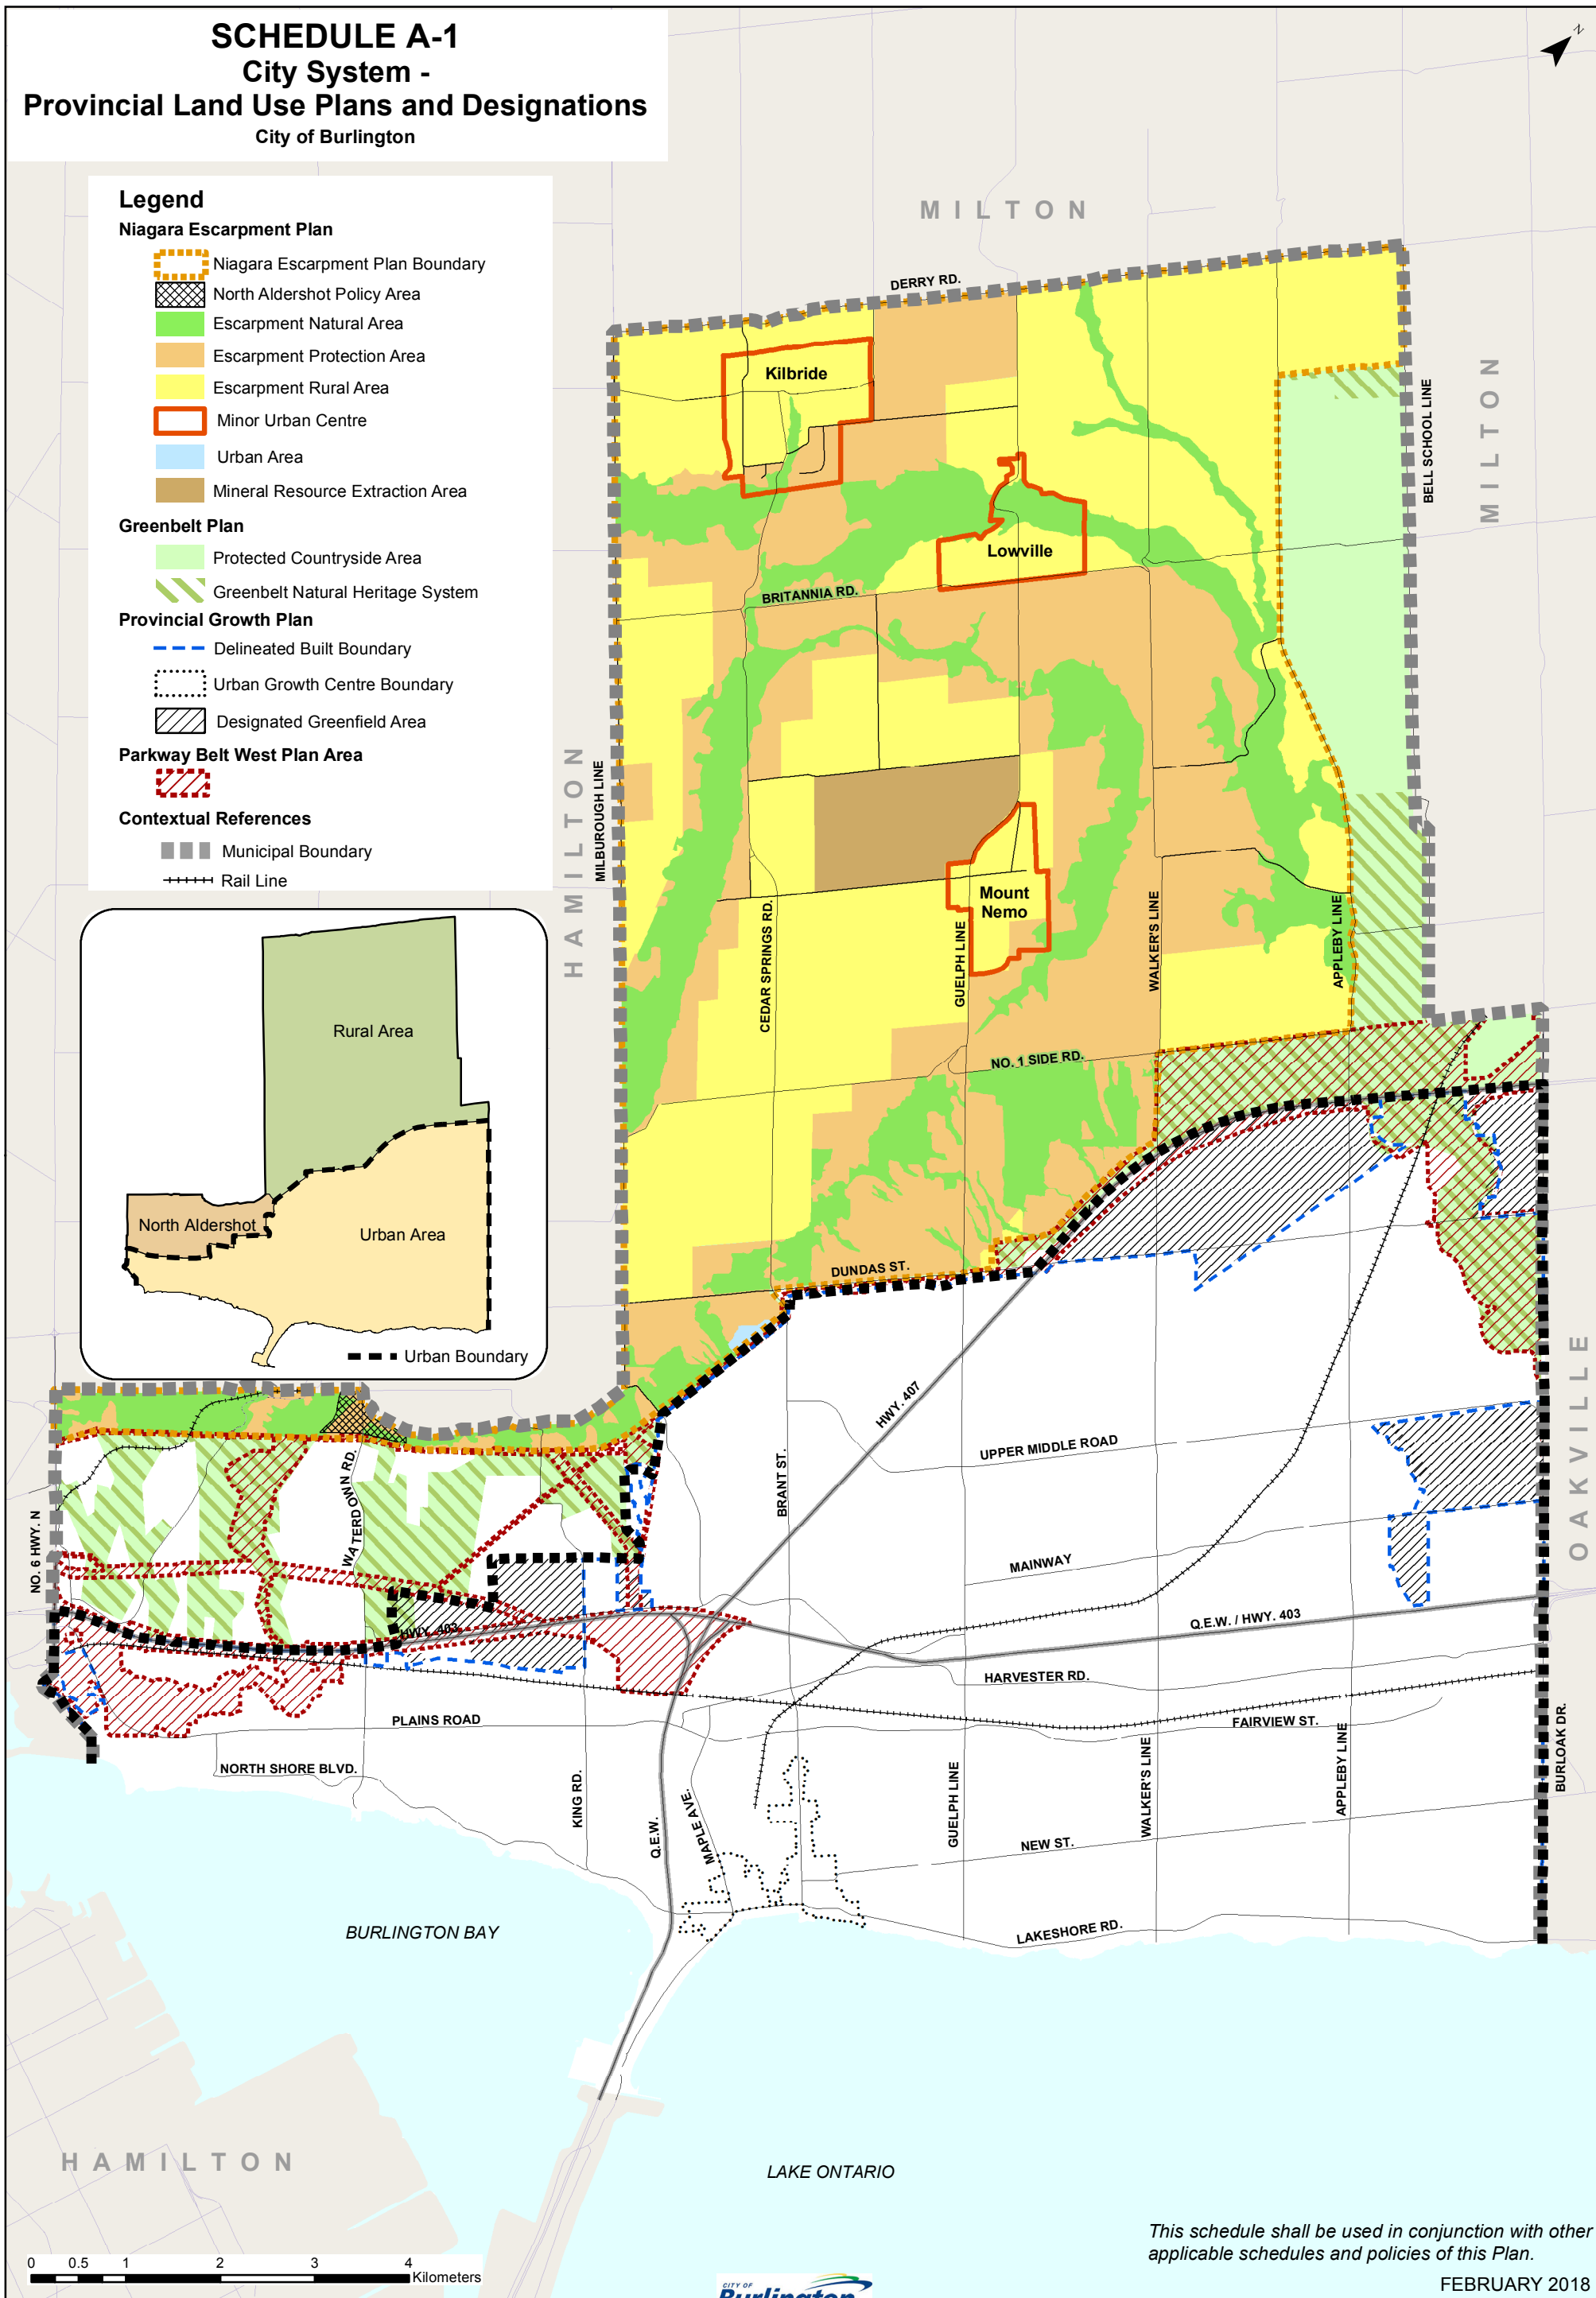 SCHEDULE A-1
City System -
Provincial Land Use Plans and Designations
City of Burlington
N
Legend
Niagara Escarpment Plan
Niagara Escarpment Plan Boundary
North Aldershot Policy Area
Escarpment Natural Area
Escarpment Protection Area
Escarpment Rural Area
Minor Urban Centre
Urban Area
Mineral Resource Extraction Area
Greenbelt Plan
Protected Countryside Area
Greenbelt Natural Heritage System
Provincial Growth Plan
Delineated Built Boundary
Urban Growth Centre Boundary
Designated Greenfield Area
Parkway Belt West Plan Area
Contextual References
Municipal Boundary
Rail Line
Rural Area
North Aldershot
Urban Area
Urban Boundary
MILTON
DERRY RD.
Kilbride
MILTON
BELL SCHOOL LINE
Lowville
BRITANNIA RD.
HAMILTON
MILBOROUGH LINE
Mount
Nemo
CEDAR SPRINGS RD.
GUELPH LINE
WALKER'S LINE
APPLEBY LINE
NO. 1 SIDE RD.
DUNDAS ST.
HWY. 407
UPPER MIDDLE ROAD
BRANT ST.
OAKVILLE
WATERDOWN RD.
NO. 6 HWY. N
MAINWAY
Q.E.W. / HWY. 403
HWY. 403
HARVESTER RD.
PLAINS ROAD
FAIRVIEW ST.
NORTH SHORE BLVD.
KING RD.
Q.E.W.
MAPLE AVE.
GUELPH LINE
WALKER'S LINE
APPLEBY LINE
BURLOAK DR.
NEW ST.
LAKESHORE RD.
BURLINGTON BAY
HAMILTON
LAKE ONTARIO
This schedule shall be used in conjunction with other
applicable schedules and policies of this Plan.
FEBRUARY 2018
0 0.5 1 2 3 4
Kilometers
CITY OF
Burlington